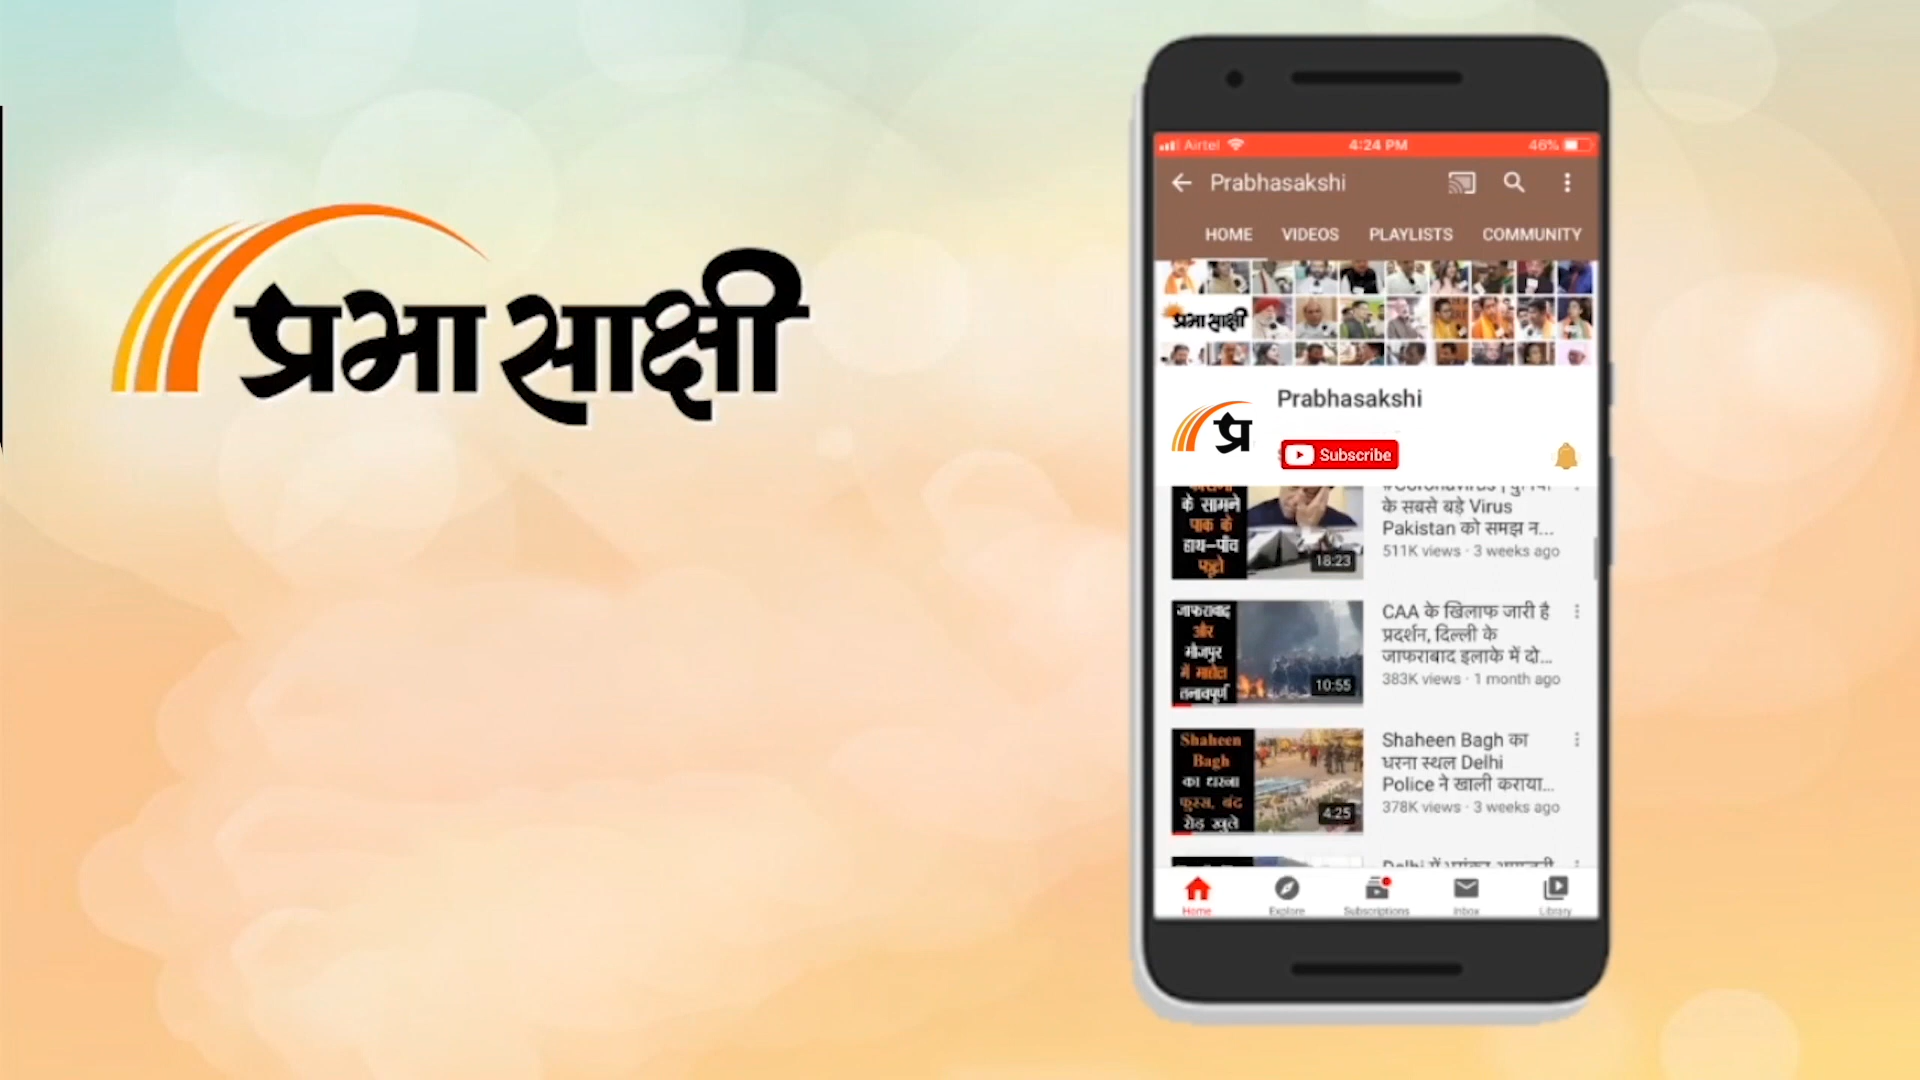 प्रभासाक्षी
Airtel 4:24 PM 46%
Prabhasakshi
HOME VIDEOS PLAYLISTS COMMUNITY
प्रभासाक्षी
Prabhasakshi
प्र
Subscribe
के सामने
पाक के
हाथ-पाँव
फूले
18:23
के सबसे बड़े Virus
Pakistan को समझ न...
511K views · 3 weeks ago
जाफराबाद
और
मौजपुर
में माहौल
तनावपूर्ण
10:55
CAA के खिलाफ जारी है
प्रदर्शन, दिल्ली के
जाफराबाद इलाके में दो...
383K views · 1 month ago
Shaheen
Bagh
का धरना
फुस्स, बंद
रोड खुले
4:25
Shaheen Bagh का
धरना स्थल Delhi
Police ने खाली कराया...
378K views · 3 weeks ago
Home Explore Subscriptions Inbox Library